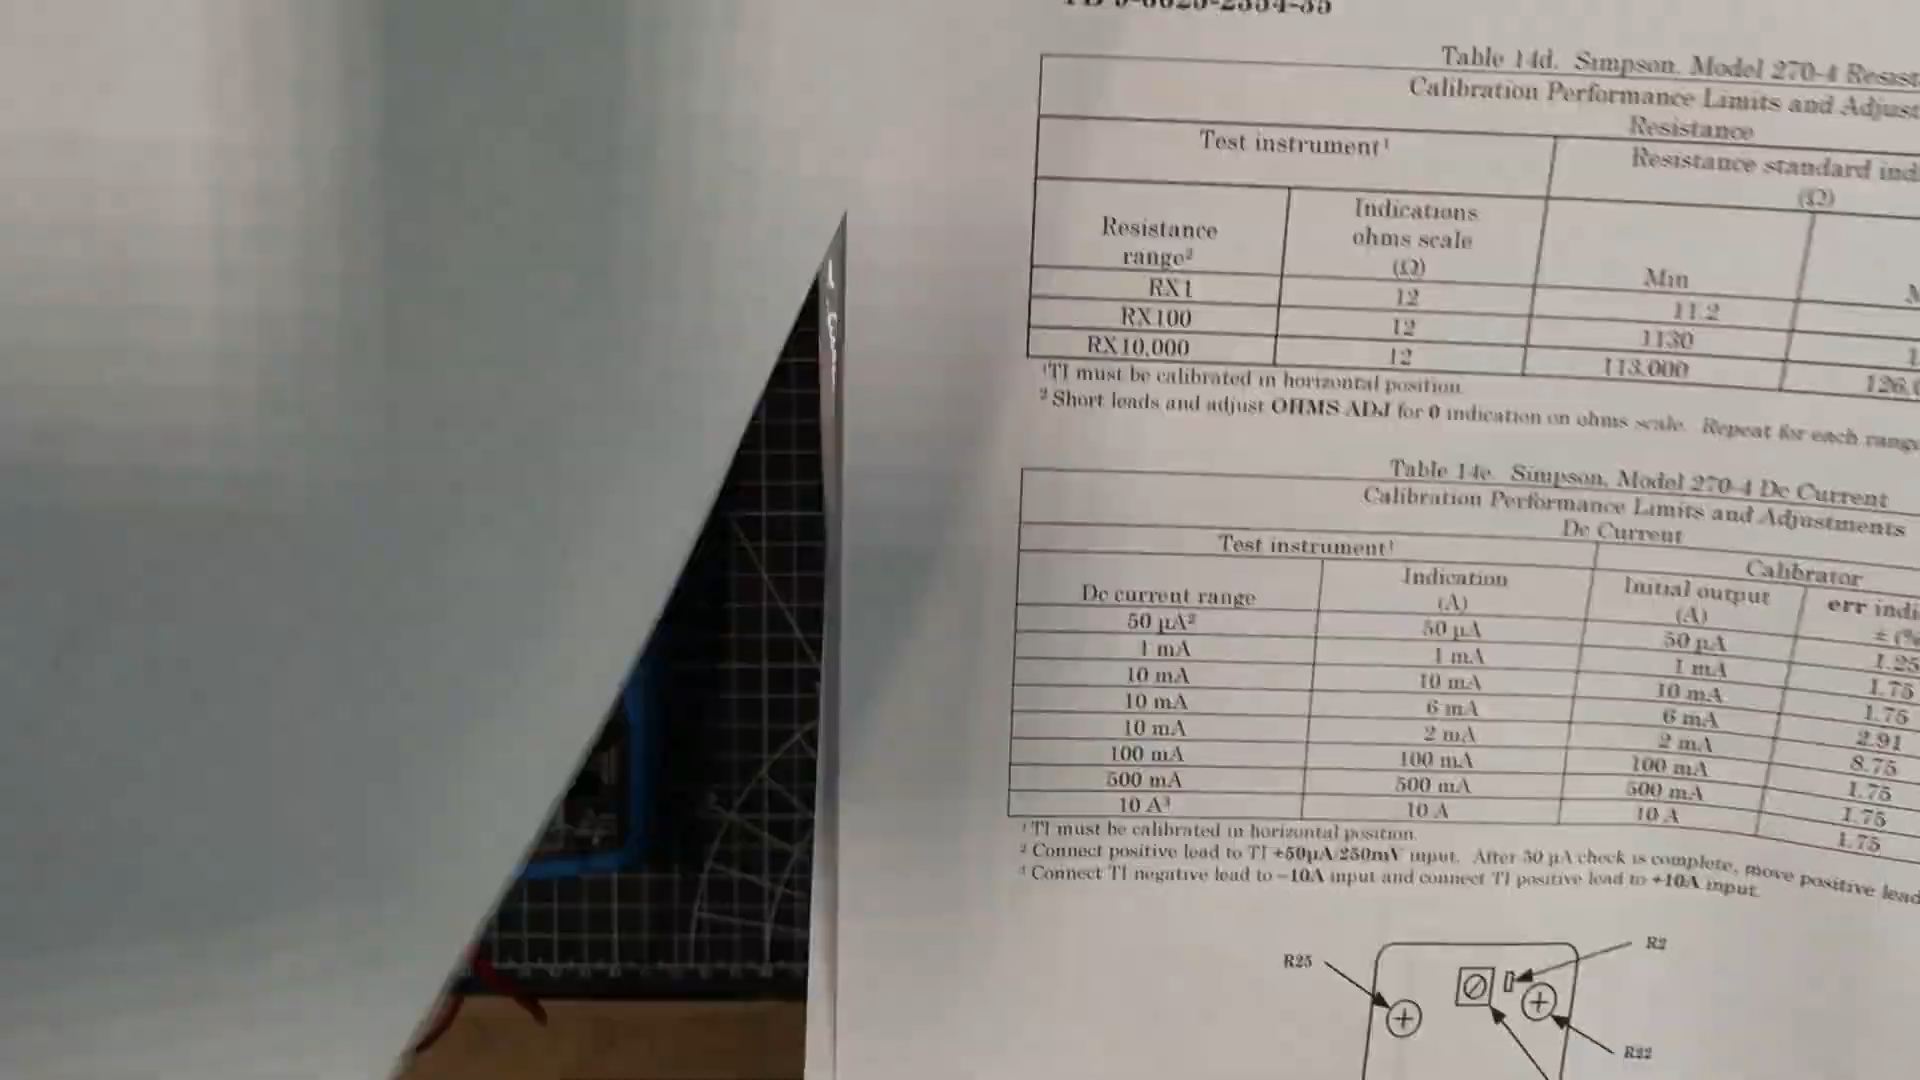 Table 14d. Simpson, Model 270-4
Calibration Performance Limits and
Resistance
Test instrument¹
Resistance standard
(Ω)
Resistance
range²
Indications
ohms scale
(Ω)
Min
RX1 12 11.2
RX100 12 1130
RX10,000 12 113,000
¹TI must be calibrated in horizontal position.
² Short leads and adjust OHMS ADJ for 0 indication on ohms scale. Repeat for each
Table 14e. Simpson, Model 270-4 Dc Current
Calibration Performance Limits and Adjustments
Dc Current
Test instrument¹
Calibrator
Dc current range
Indication
(A)
Initial output
(A)
err
50 µA² 50 µA 50 µA 1.25
1 mA 1 mA 1 mA 1.75
10 mA 10 mA 10 mA 1.75
10 mA 6 mA 6 mA 2.91
10 mA 2 mA 2 mA 8.75
100 mA 100 mA 100 mA 1.75
500 mA 500 mA 500 mA 1.75
10 A³ 10 A 10 A 1.75
¹ TI must be calibrated in horizontal position.
² Connect positive lead to TI +50µA/250mV input. After 50 µA check is complete, move positive lead
³ Connect TI negative lead to –10A input and connect TI positive lead to +10A input.
R25
R2
R22